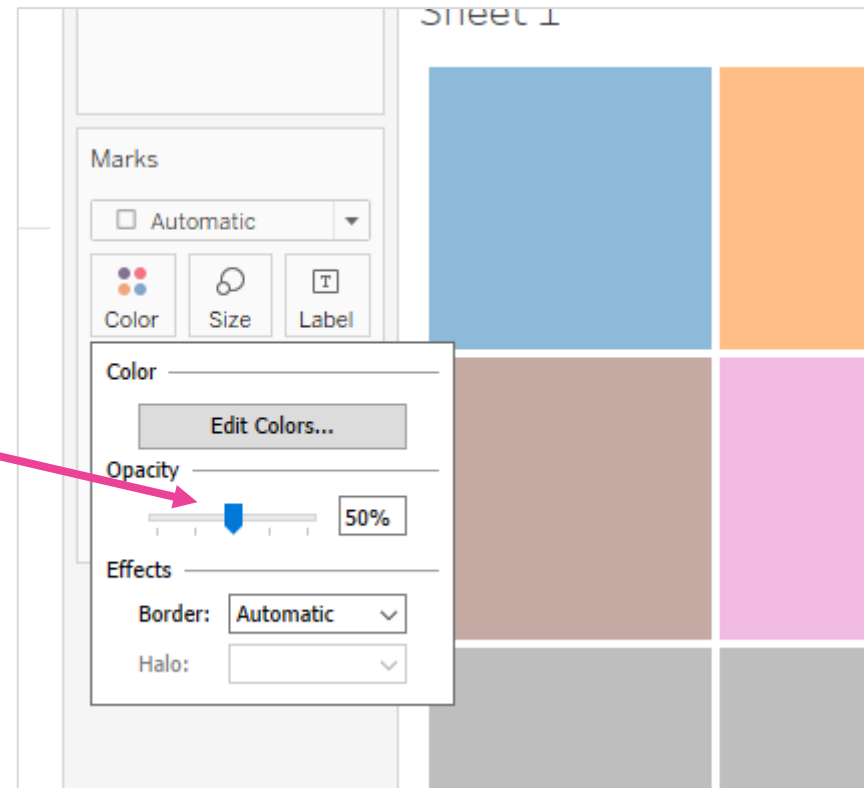 Sheet 1
Marks
Automatic
Color Size Label
Color
Edit Colors...
Opacity
50%
Effects
Border: Automatic
Halo: